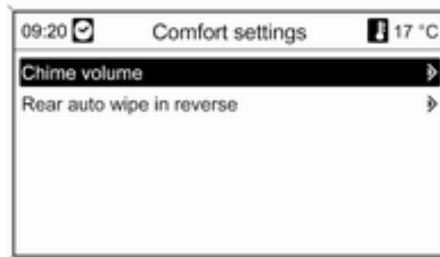 09:20 Comfort settings 17 °C
Chime volume
Rear auto wipe in reverse